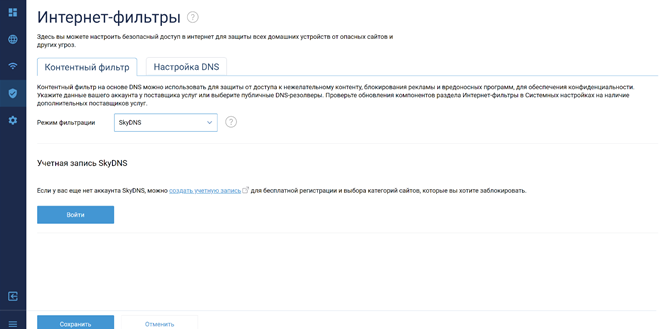 Интернет-фильтры ?
Здесь вы можете настроить безопасный доступ в интернет для защиты всех домашних устройств от опасных сайтов и
других угроз.
Контентный фильтр Настройка DNS
Контентный фильтр на основе DNS можно использовать для защиты от доступа к нежелательному контенту, блокирования рекламы и вредоносных программ, для обеспечения конфиденциальности.
Укажите данные вашего аккаунта у поставщика услуг или выберите публичные DNS-резолверы. Проверьте обновления компонентов раздела Интернет-фильтры в Системных настройках на наличие
дополнительных поставщиков услуг.
Режим фильтрации SkyDNS ?
Учетная запись SkyDNS
Если у вас еще нет аккаунта SkyDNS, можно создать учетную запись для бесплатной регистрации и выбора категорий сайтов, которые вы хотите заблокировать.
Войти
Сохранить Отменить